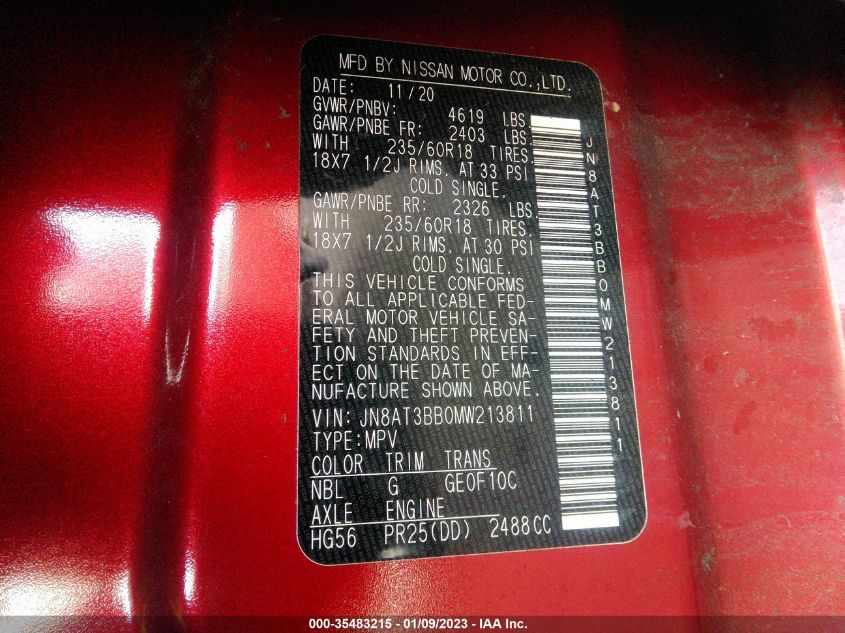 MFD BY NISSAN MOTOR CO.,LTD.
DATE: 11/20
GVWR/PNBV: 4619 LBS
GAWR/PNBE FR: 2403 LBS.
WITH 235/60R18 TIRES.
18X7 1/2J RIMS. AT 33 PSI
COLD SINGLE.
GAWR/PNBE RR: 2326 LBS.
WITH 235/60R18 TIRES.
18X7 1/2J RIMS. AT 30 PSI
COLD SINGLE.
THIS VEHICLE CONFORMS
TO ALL APPLICABLE FED-
ERAL MOTOR VEHICLE SA-
FETY AND THEFT PREVEN-
TION STANDARDS IN EFF-
ECT ON THE DATE OF MA-
NUFACTURE SHOWN ABOVE.
VIN: JN8AT3BB0MW213811
TYPE:MPV
COLOR TRIM TRANS
NBL G GE0F10C
AXLE ENGINE
HG56 PR25(DD) 2488CC
JN8AT3BB0MW213811
000-35483215 - 01/09/2023 - IAA Inc.